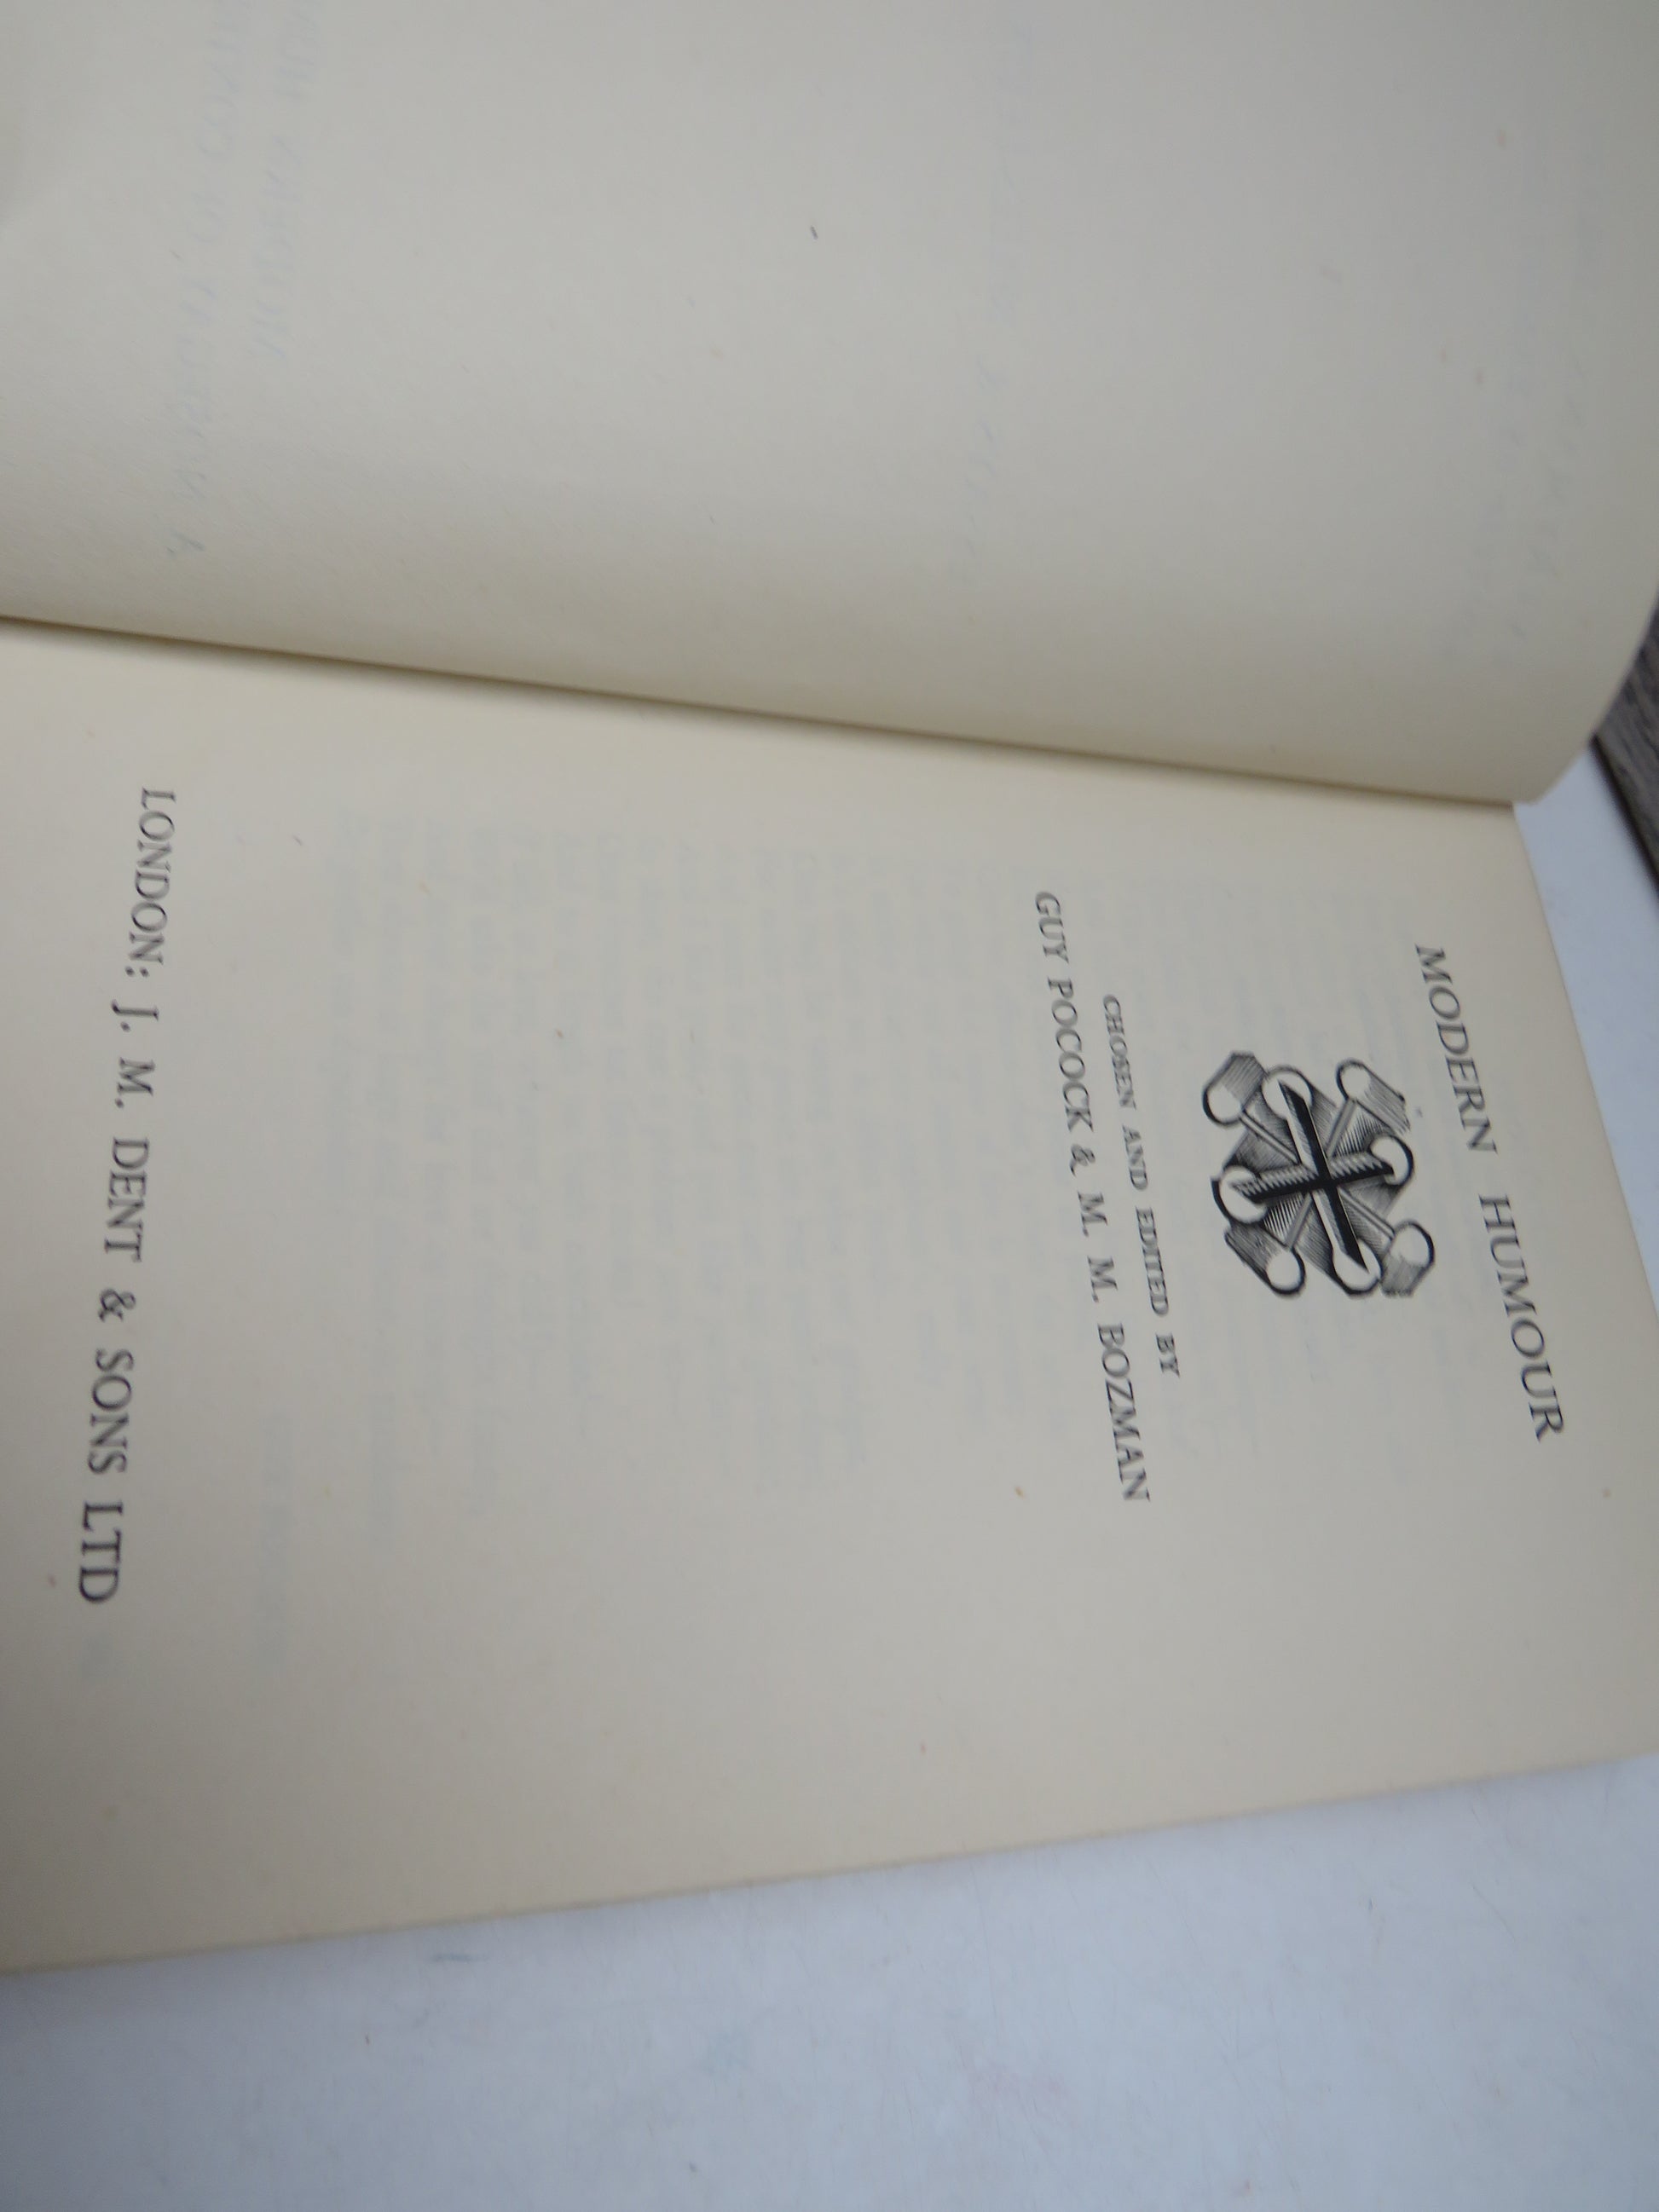 MODERN HUMOUR
CHOSEN AND EDITED BY
GUY POCOCK & M. M. BOZMAN
LONDON: J. M. DENT & SONS LTD